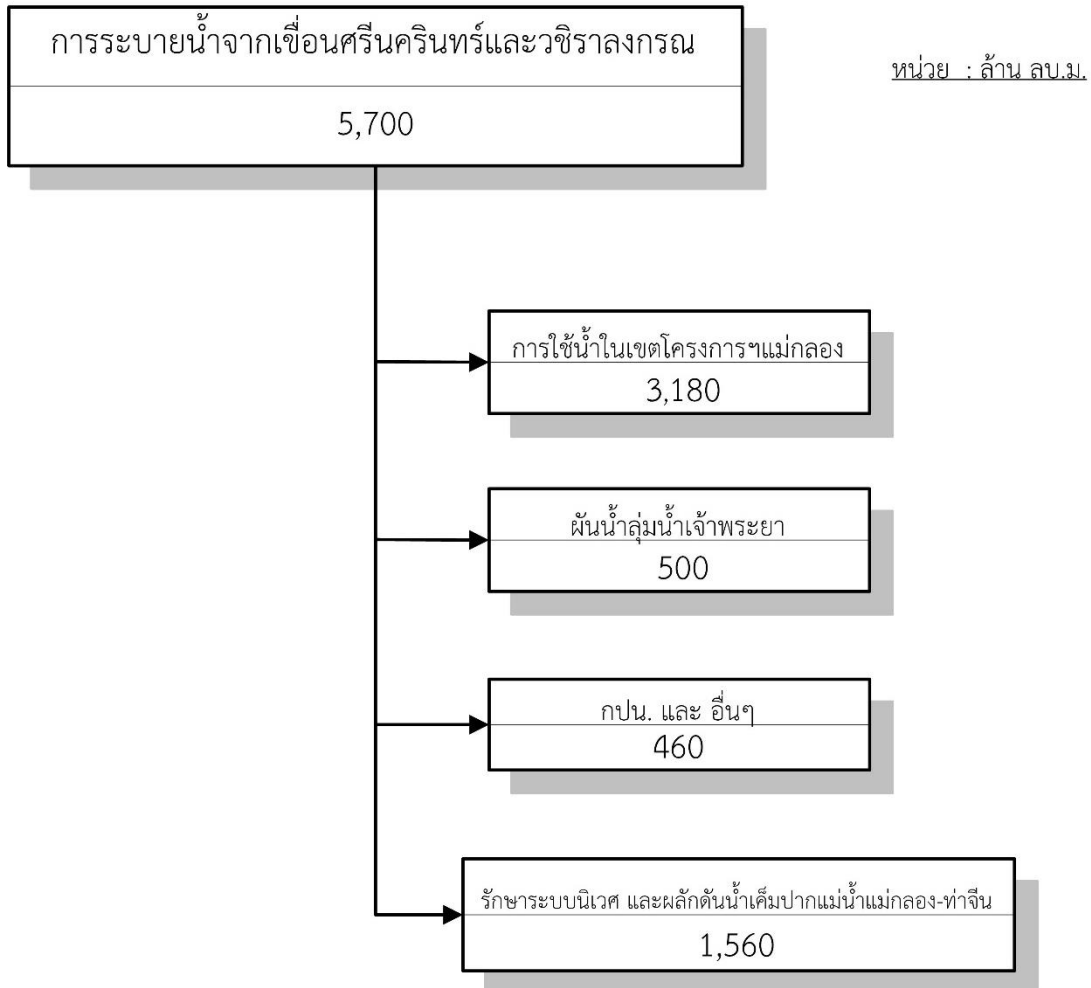 การระบายน้ำจากเขื่อนศรีนครินทร์และวชิราลงกรณ
5,700
หน่วย : ล้าน ลบ.ม.
การใช้น้ำในเขตโครงการฯแม่กลอง
3,180
ผันน้ำลุ่มน้ำเจ้าพระยา
500
กปน. และ อื่นๆ
460
รักษาระบบนิเวศ และผลักดันน้ำเค็มปากแม่น้ำแม่กลอง-ท่าจีน
1,560